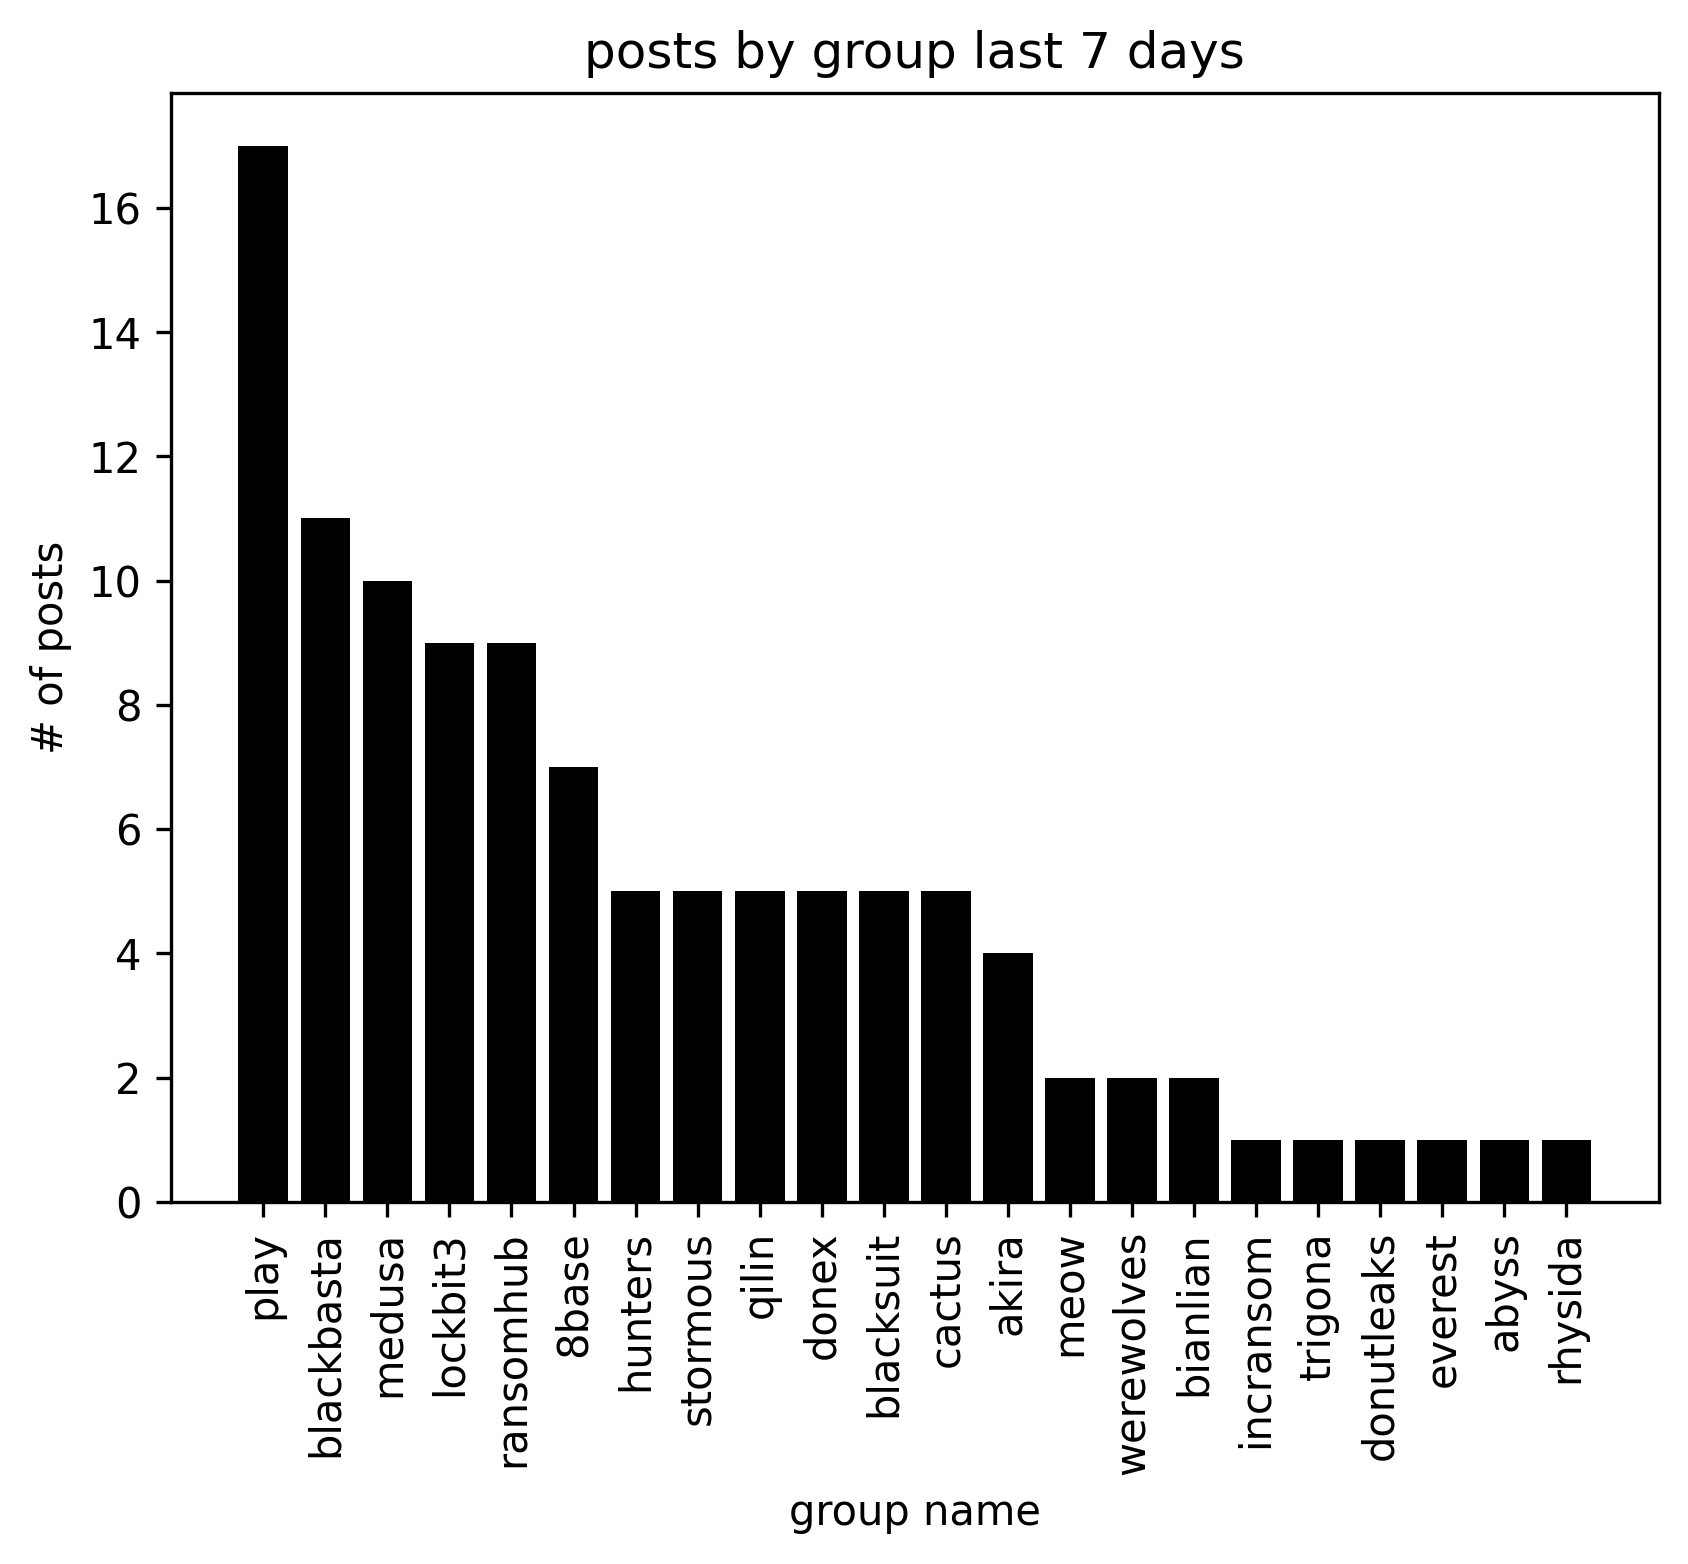 posts by group last 7 days
# of posts
16
14
12
10
8
6
4
2
0
play
blackbasta
medusa
lockbit3
ransomhub
8base
hunters
stormous
qilin
donex
blacksuit
cactus
akira
meow
werewolves
bianlian
incransom
trigona
donutleaks
everest
abyss
rhysida
group name